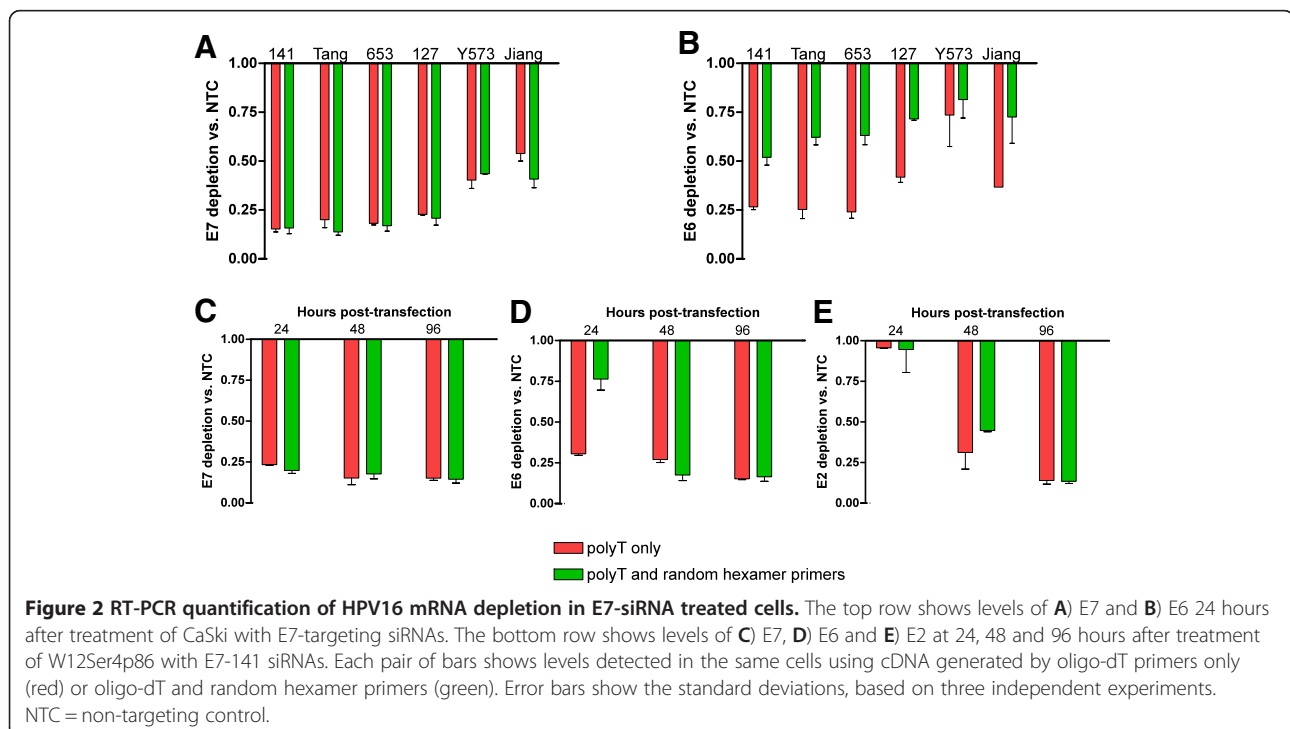 A
141 Tang 653 127 Y573 Jiang
1.00
0.75
0.50
0.25
0.00
E7 depletion vs. NTC
B
141 Tang 653 127 Y573 Jiang
1.00
0.75
0.50
0.25
0.00
E6 depletion vs. NTC
C
Hours post-transfection
24 48 96
1.00
0.75
0.50
0.25
0.00
E7 depletion vs. NTC
D
Hours post-transfection
24 48 96
1.00
0.75
0.50
0.25
0.00
E6 depletion vs. NTC
E
Hours post-transfection
24 48 96
1.00
0.75
0.50
0.25
0.00
E2 depletion vs. NTC
polyT only
polyT and random hexamer primers
Figure 2 RT-PCR quantification of HPV16 mRNA depletion in E7-siRNA treated cells. The top row shows levels of A) E7 and B) E6 24 hours
after treatment of CaSki with E7-targeting siRNAs. The bottom row shows levels of C) E7, D) E6 and E) E2 at 24, 48 and 96 hours after treatment
of W12Ser4p86 with E7-141 siRNAs. Each pair of bars shows levels detected in the same cells using cDNA generated by oligo-dT primers only
(red) or oligo-dT and random hexamer primers (green). Error bars show the standard deviations, based on three independent experiments.
NTC = non-targeting control.